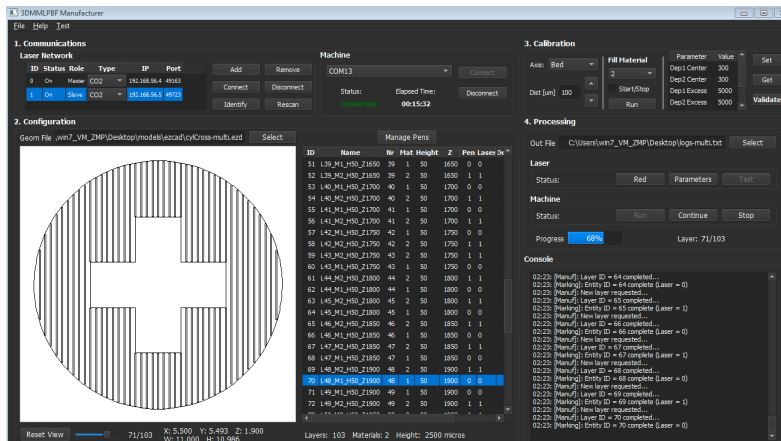 3DMMLPBF Manufacturer
File Help Test
1. Communications
Laser Network
ID Status Role Type IP Port
0 On Master CO2 192.168.56.4 49163
1 On Slave CO2 192.168.56.5 49723
Add Remove
Connect Disconnect
Identify Rescan
Machine
COM13 Connect
Status: Elapsed Time:
Connected 00:15:32 Disconnect
3. Calibration
Axis: Bed
Dist [um] 100
Fill Material
2
Start/Stop
Run
Parameter Value
Dep1 Center 300
Dep2 Center 300
Dep1 Excess 5000
Dep2 Excess 5000
Set
Get
Validate
2. Configuration
Geom File ,win7_VM_ZMP\Desktop\models\ezcad\cylCross-multi.ezd Select Manage Pens
ID Name Nr Mat Height Z Pen Laser
51 L39_M1_H50_Z1650 39 1 50 1650 0 0
52 L39_M2_H50_Z1650 39 2 50 1650 1 1
53 L40_M1_H50_Z1700 40 1 50 1700 0 0
54 L40_M2_H50_Z1700 40 2 50 1700 1 1
55 L41_M2_H50_Z1700 41 2 50 1700 1 1
56 L41_M1_H50_Z1700 41 1 50 1700 0 0
57 L42_M1_H50_Z1750 42 1 50 1750 0 0
58 L42_M2_H50_Z1750 42 2 50 1750 1 1
59 L43_M2_H50_Z1750 43 2 50 1750 1 1
60 L43_M1_H50_Z1750 43 1 50 1750 0 0
61 L44_M2_H50_Z1800 44 2 50 1800 1 1
62 L44_M1_H50_Z1800 44 1 50 1800 0 0
63 L45_M2_H50_Z1800 45 2 50 1800 1 1
64 L45_M1_H50_Z1800 45 1 50 1800 0 0
65 L46_M2_H50_Z1850 46 2 50 1850 1 1
66 L46_M1_H50_Z1850 46 1 50 1850 0 0
67 L47_M2_H50_Z1850 47 2 50 1850 1 1
68 L47_M1_H50_Z1850 47 1 50 1850 0 0
69 L48_M2_H50_Z1900 48 2 50 1900 1 1
70 L48_M1_H50_Z1900 48 1 50 1900 0 0
71 L49_M1_H50_Z1900 49 1 50 1900 0 0
72 L49_M2_H50_Z1900 49 2 50 1900 1 1
Reset View 71/103 X: 5.500 Y: 5.493 Z: 1.900
W: 11.000 H: 10.986
Layers: 103 Materials: 2 Height: 2500 micros
4. Processing
Out File C:\Users\win7_VM_ZMP\Desktop\logs-multi.txt Select
Laser
Status: Red Parameters Test
Machine
Status: Run Continue Stop
Progress 68% Layer: 71/103
Console
02:23: [Manuf]: Layer ID = 64 completed...
02:23: [Marking]: Entity ID = 64 complete (Laser = 0)
02:23: [Manuf]: New layer requested...
02:23: [Manuf]: Layer ID = 65 completed...
02:23: [Marking]: Entity ID = 65 complete (Laser = 1)
02:23: [Manuf]: New layer requested...
02:23: [Manuf]: Layer ID = 66 completed...
02:23: [Marking]: Entity ID = 66 complete (Laser = 0)
02:23: [Manuf]: New layer requested...
02:23: [Manuf]: Layer ID = 67 completed...
02:23: [Marking]: Entity ID = 67 complete (Laser = 1)
02:23: [Manuf]: New layer requested...
02:23: [Manuf]: Layer ID = 68 completed...
02:23: [Marking]: Entity ID = 68 complete (Laser = 0)
02:23: [Manuf]: New layer requested...
02:23: [Manuf]: Layer ID = 69 completed...
02:23: [Marking]: Entity ID = 69 complete (Laser = 1)
02:23: [Manuf]: New layer requested...
02:23: [Manuf]: Layer ID = 70 completed...
02:23: [Marking]: Entity ID = 70 complete (Laser = 0)